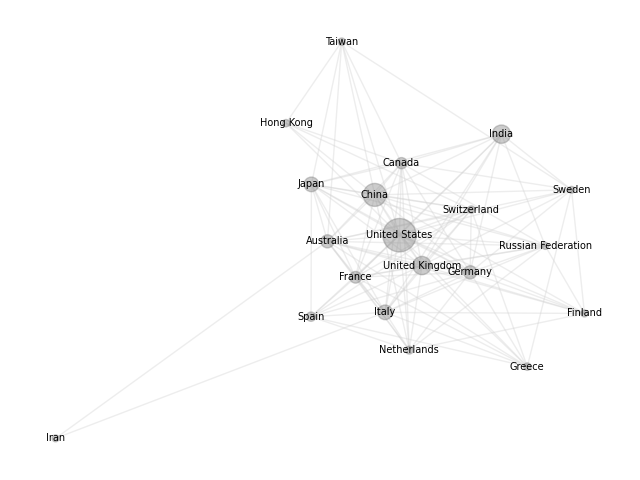 Taiwan
Hong Kong
India
Canada
Japan
China
Sweden
Switzerland
United States
Australia
Russian Federation
United Kingdom
Germany
France
Italy
Spain
Finland
Netherlands
Greece
Iran